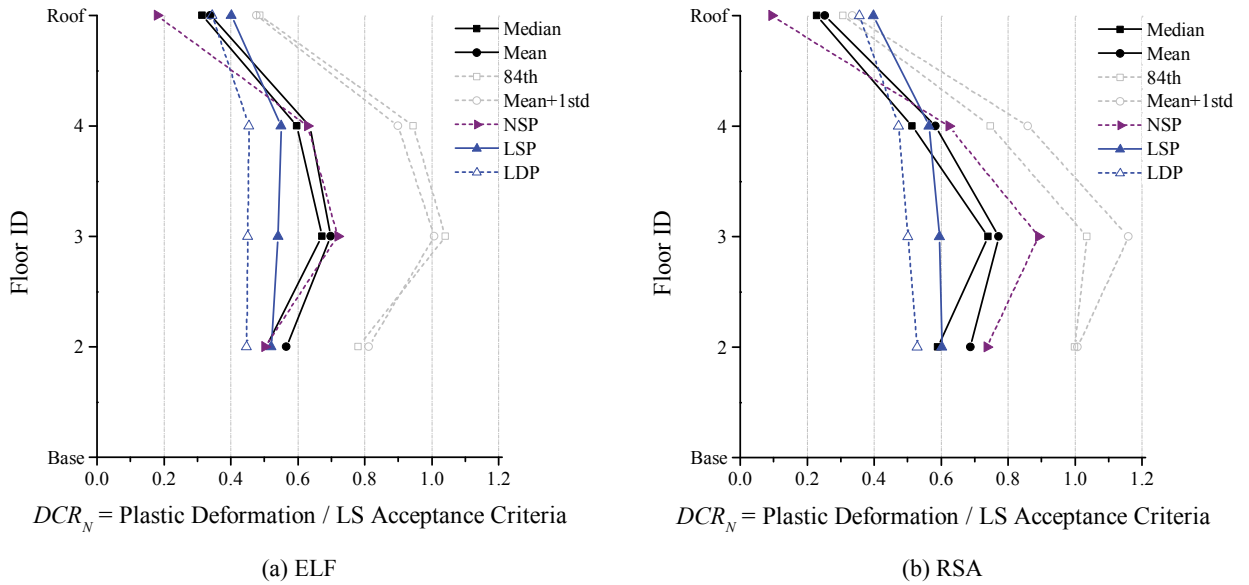 Roof
4
3
2
Base
Floor ID
0.0 0.2 0.4 0.6 0.8 1.0 1.2
DCR_N = Plastic Deformation / LS Acceptance Criteria
Median
Mean
84th
Mean+1std
NSP
LSP
LDP
(a) ELF
Roof
4
3
2
Base
Floor ID
0.0 0.2 0.4 0.6 0.8 1.0 1.2
DCR_N = Plastic Deformation / LS Acceptance Criteria
Median
Mean
84th
Mean+1std
NSP
LSP
LDP
(b) RSA